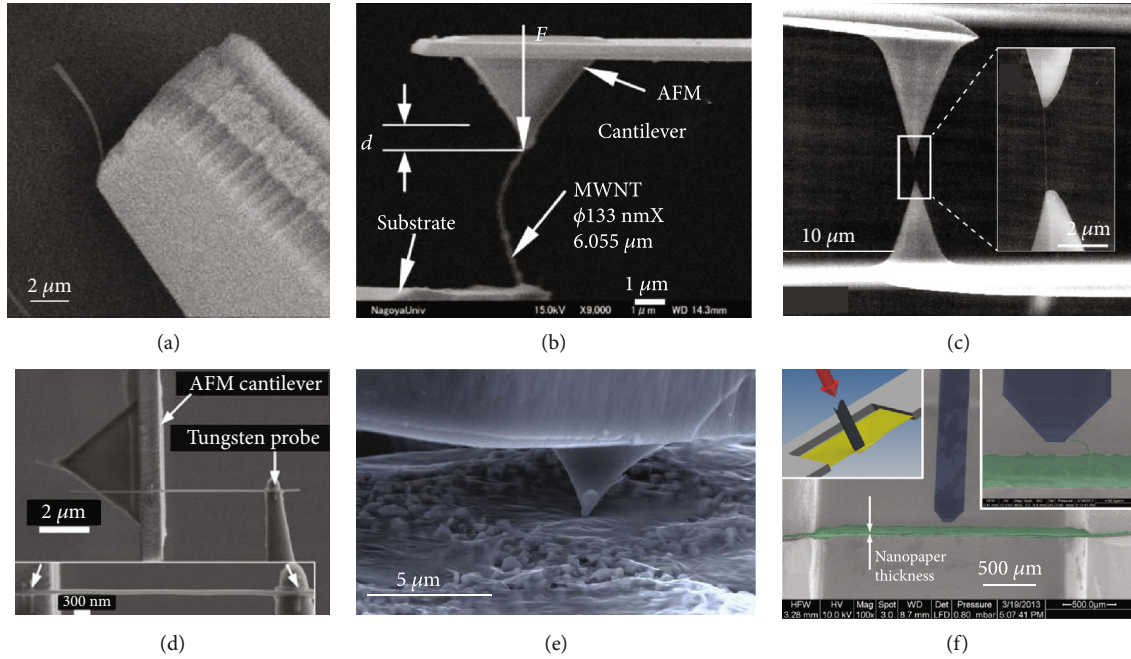 2 μm
(a)
F
AFM
Cantilever
d
MWNT
ϕ133 nmX
6.055 μm
Substrate
1 μm
NagoyaUniv 15.0kV X9,000 1μm WD 14.3mm
(b)
10 μm
2 μm
(c)
AFM cantilever
Tungsten probe
2 μm
300 nm
(d)
5 μm
(e)
Nanopaper
thickness
500 μm
HFW HV Mag Spot WD Det Pressure 3/19/2013
3.28 mm 10.0 kV 100x 3.0 8.7 mm LFD 0.80 mbar 5:07:41 PM
500.0μm
(f)